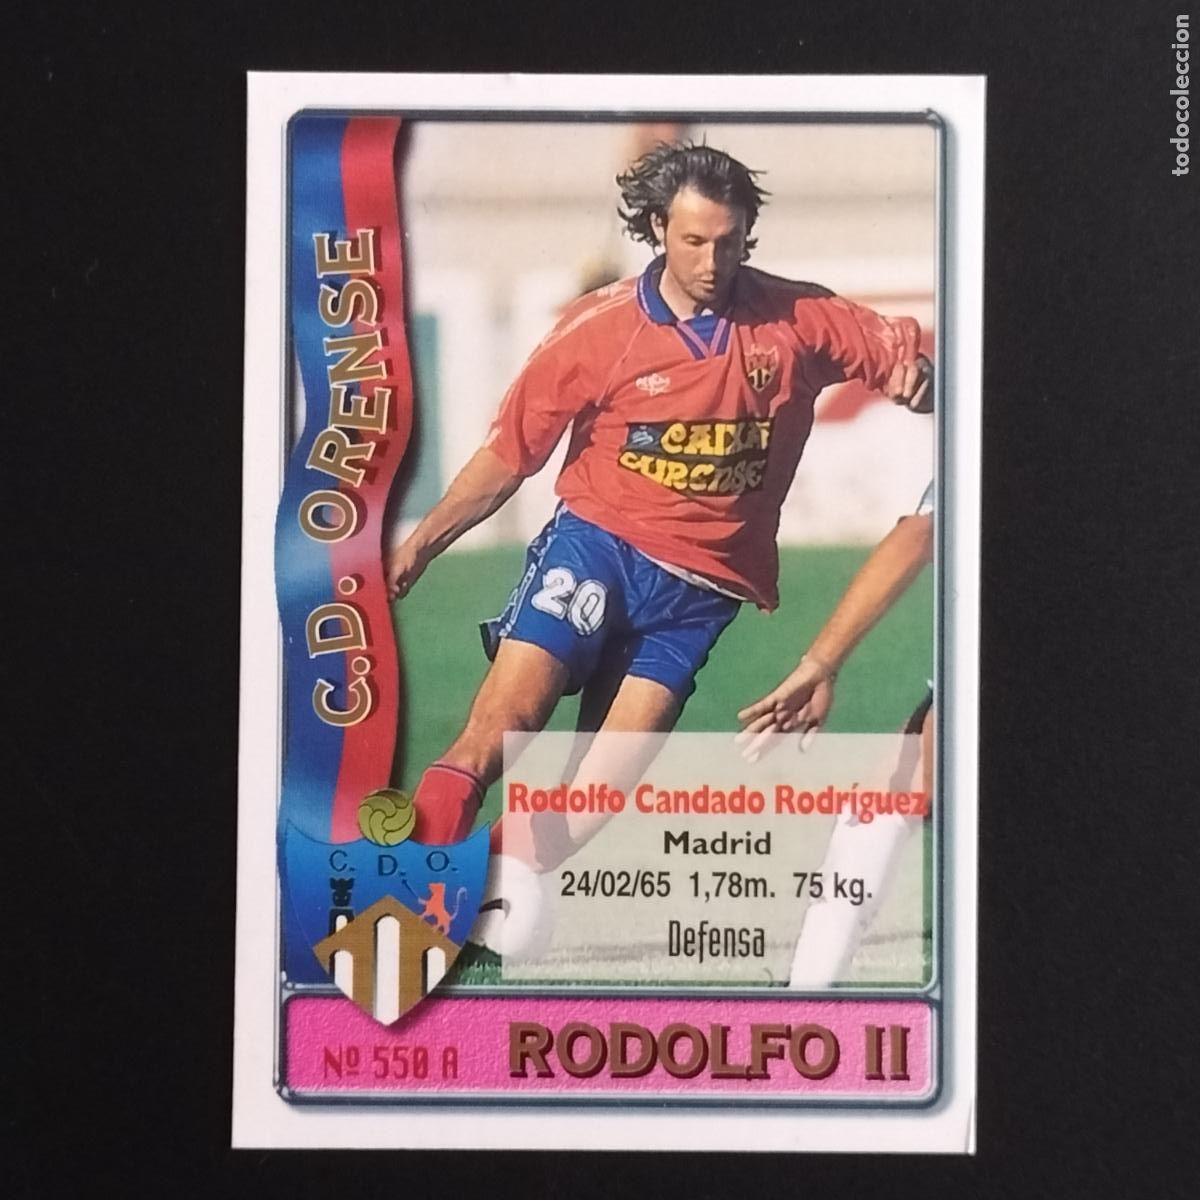 todocoleccion
C.D. ORENSE
CAIXA
OURENSE
20
Rodolfo Candado Rodríguez
Madrid
24/02/65 1,78m. 75 kg.
Defensa
C. D. O.
Nº 550 A
RODOLFO II